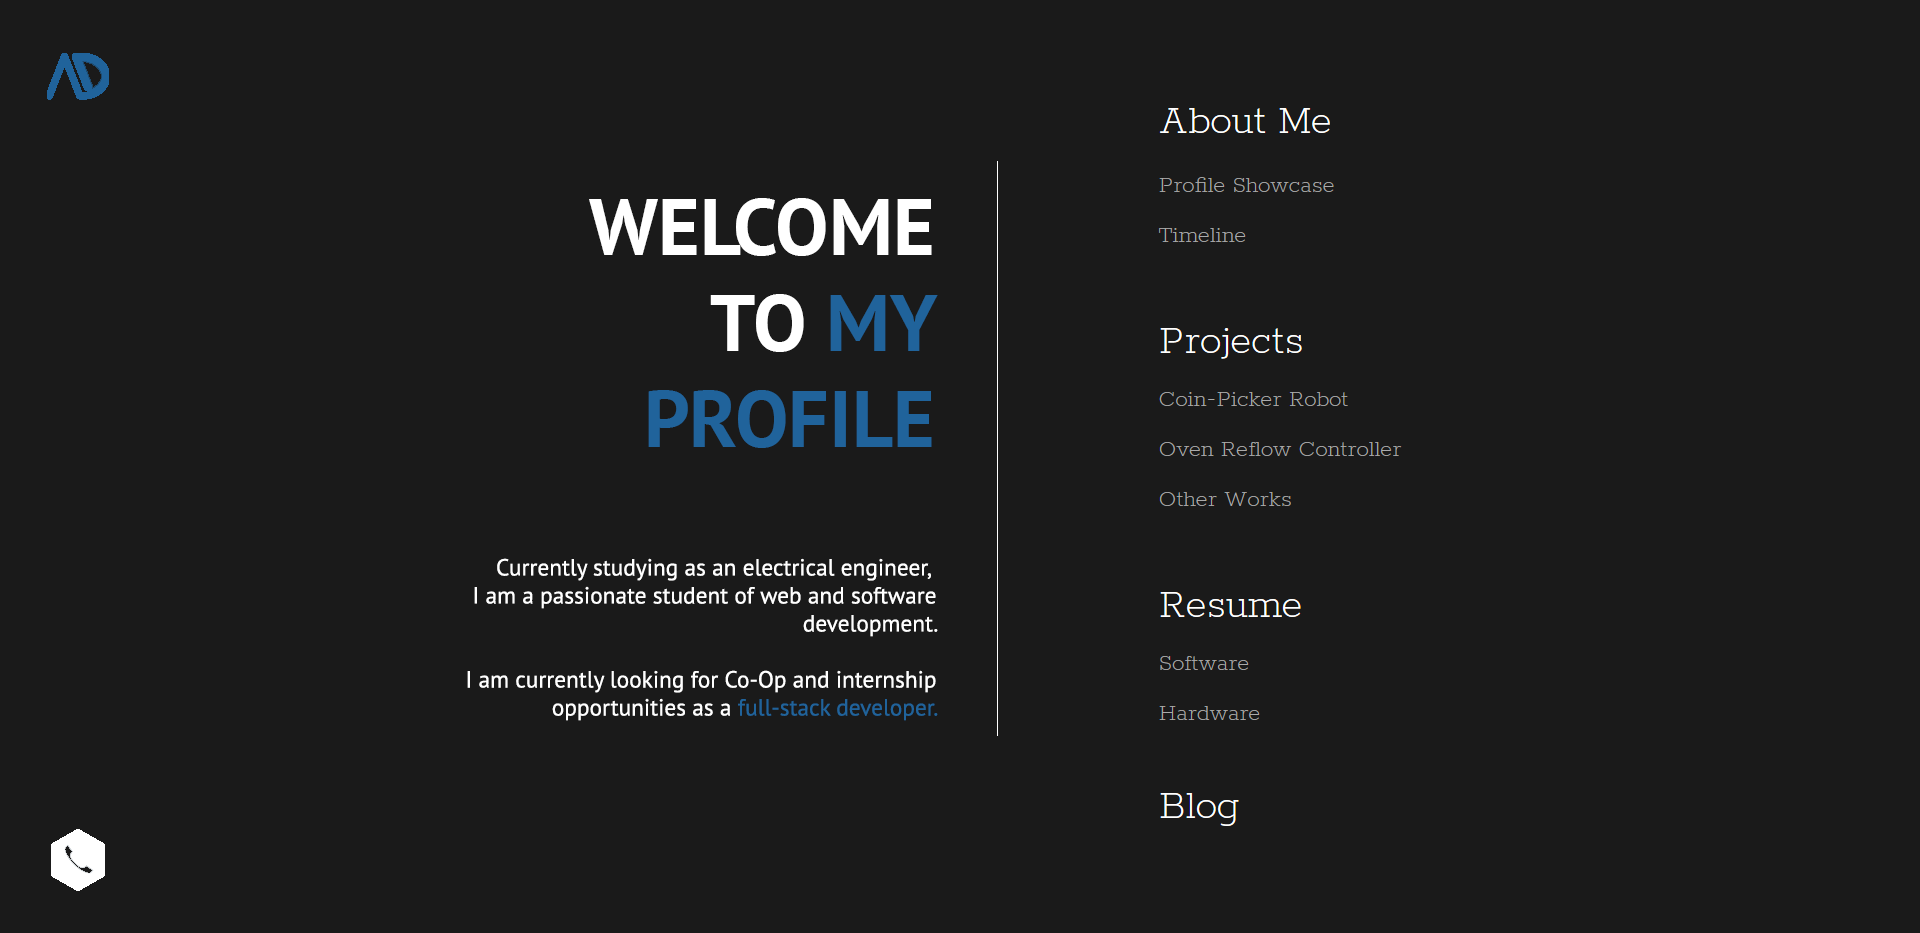 AD
WELCOME
TO MY
PROFILE
Currently studying as an electrical engineer,
I am a passionate student of web and software
development.
I am currently looking for Co-Op and internship
opportunities as a full-stack developer.
About Me
Profile Showcase
Timeline
Projects
Coin-Picker Robot
Oven Reflow Controller
Other Works
Resume
Software
Hardware
Blog